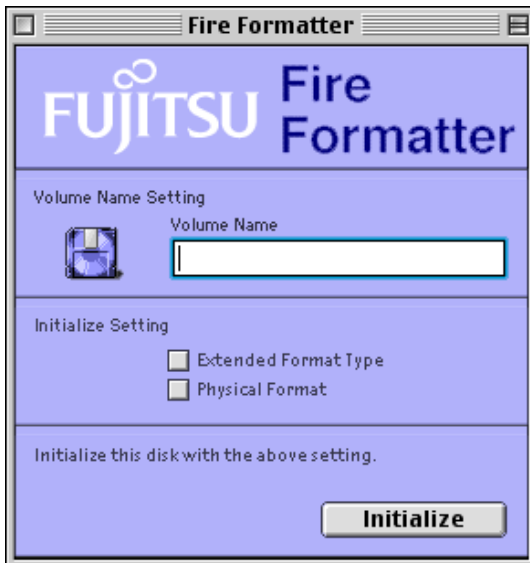 Fire Formatter
FUJITSU
Fire
Formatter
Volume Name Setting
Volume Name
Initialize Setting
Extended Format Type
Physical Format
Initialize this disk with the above setting.
Initialize